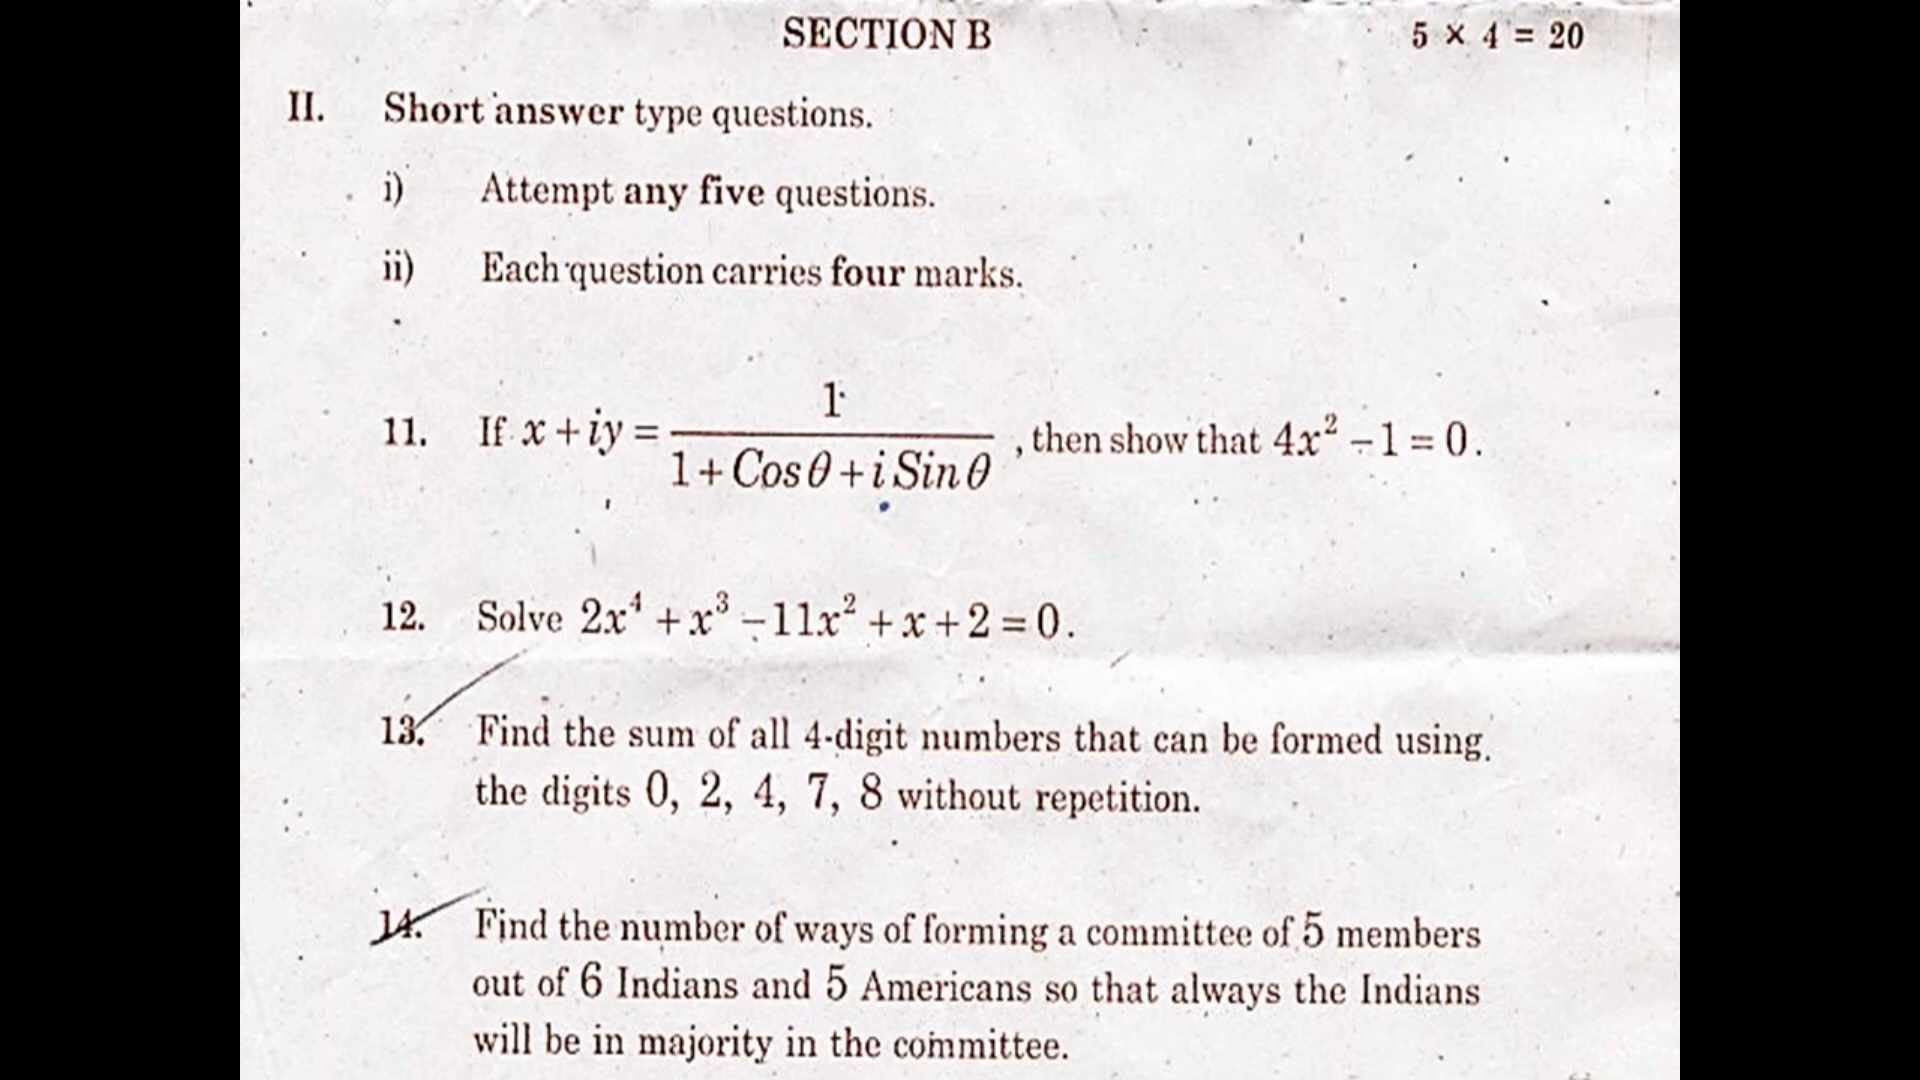 SECTION B 5 × 4 = 20
II. Short answer type questions.
i) Attempt any five questions.
ii) Each question carries four marks.
11. If x + iy = 1 / (1 + Cos θ + i Sin θ) , then show that 4x² − 1 = 0.
12. Solve 2x⁴ + x³ − 11x² + x + 2 = 0.
13. Find the sum of all 4-digit numbers that can be formed using
the digits 0, 2, 4, 7, 8 without repetition.
14. Find the number of ways of forming a committee of 5 members
out of 6 Indians and 5 Americans so that always the Indians
will be in majority in the committee.